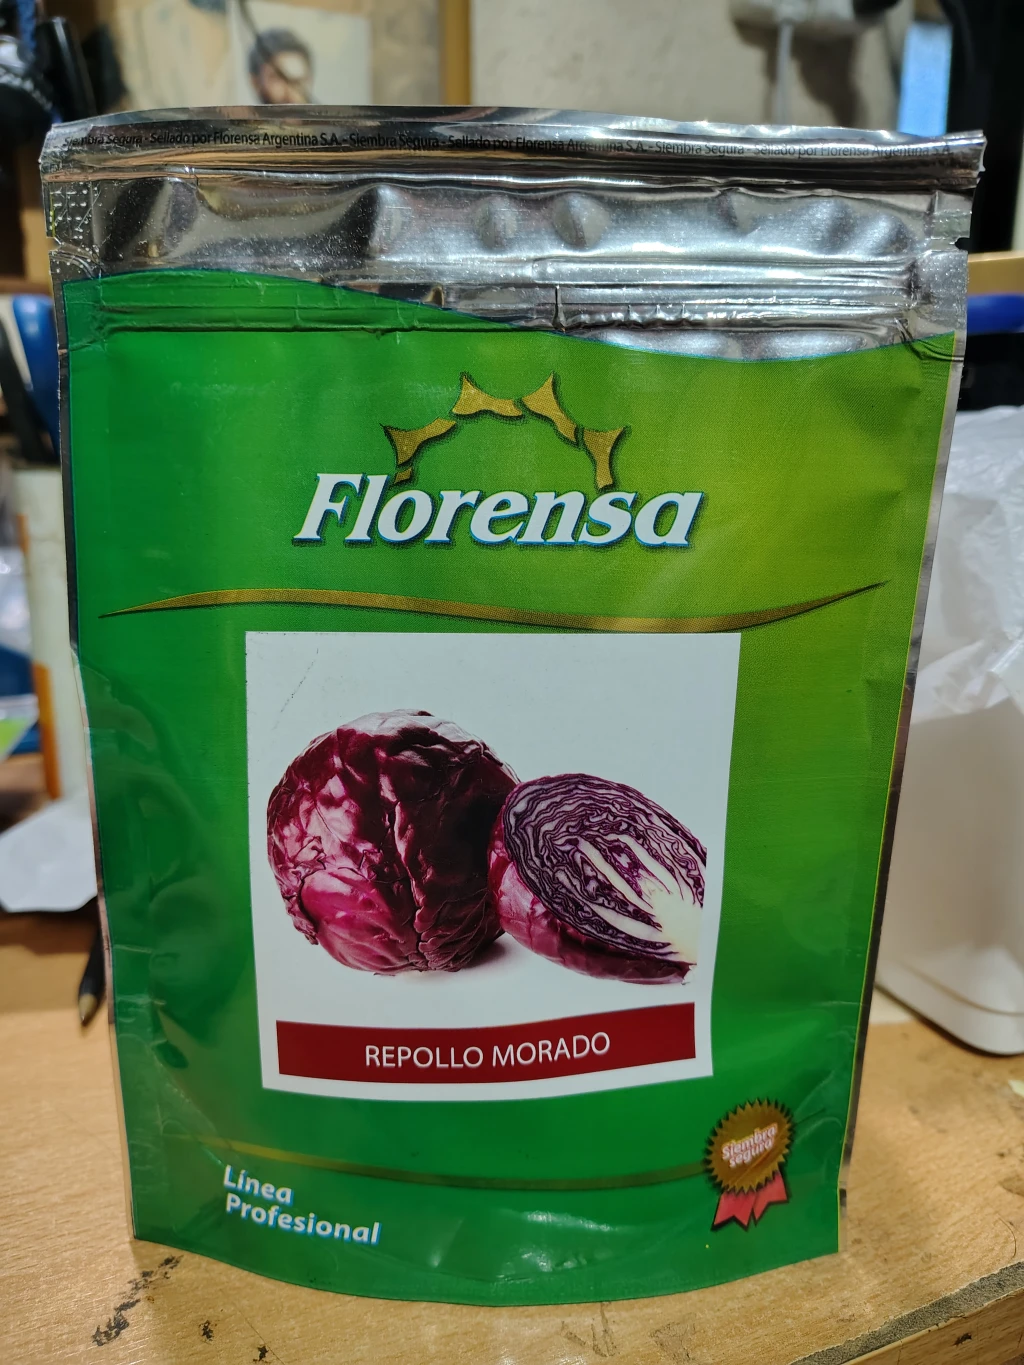 Siembra Segura - Sellado por Florensa Argentina S.A. - Siembra Segura - Sellado por Florensa Argentina S.A. - Siembra Segura - Sellado por Florensa Argentina
Florensa
REPOLLO MORADO
Siembra
segura
Línea
Profesional